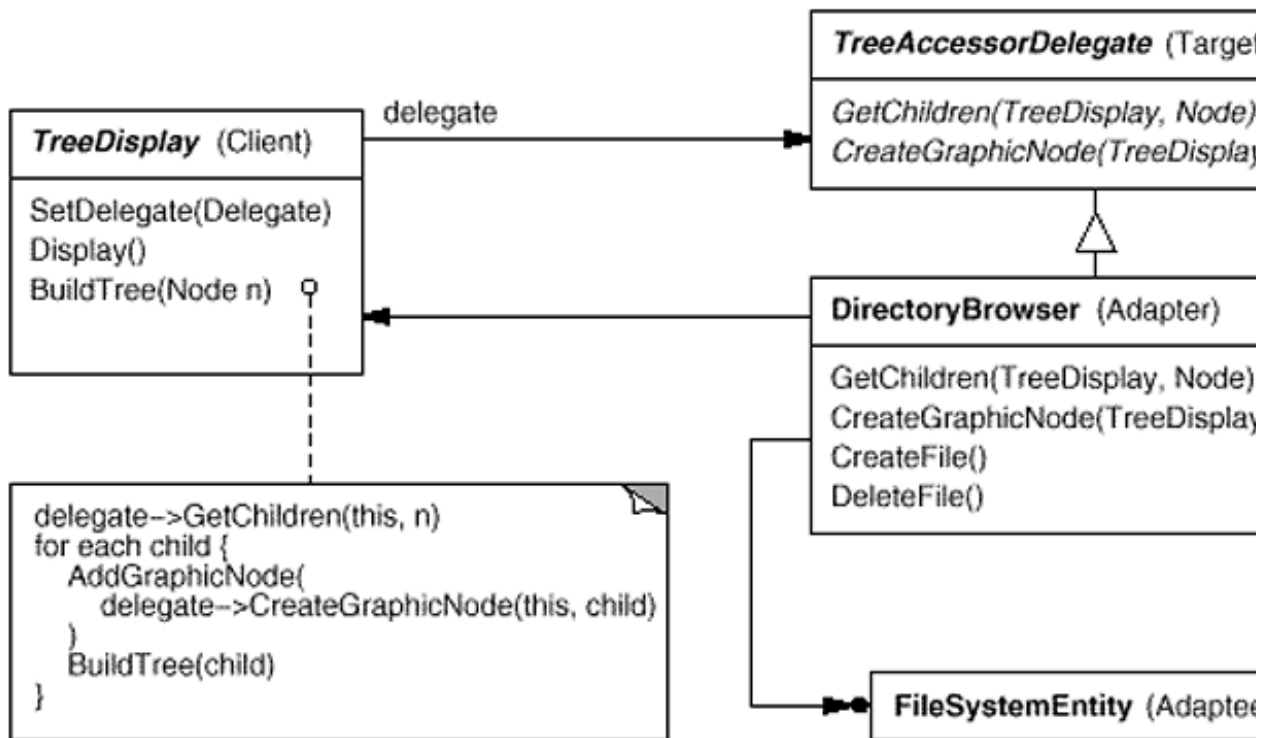 TreeAccessorDelegate (Target
GetChildren(TreeDisplay, Node)
CreateGraphicNode(TreeDisplay
delegate
TreeDisplay (Client)
SetDelegate(Delegate)
Display()
BuildTree(Node n)
DirectoryBrowser (Adapter)
GetChildren(TreeDisplay, Node)
CreateGraphicNode(TreeDisplay
CreateFile()
DeleteFile()
delegate->GetChildren(this, n)
for each child {
AddGraphicNode(
delegate->CreateGraphicNode(this, child)
)
BuildTree(child)
}
FileSystemEntity (Adaptee